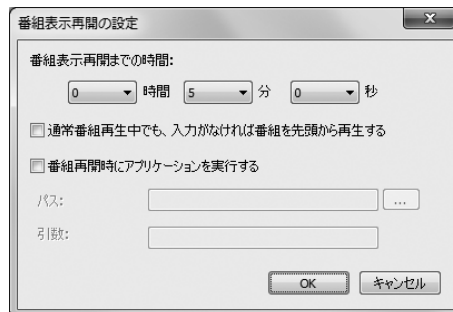 番組表示再開の設定
番組表示再開までの時間:
0 時間 5 分 0 秒
通常番組再生中でも、入力がなければ番組を先頭から再生する
番組再開時にアプリケーションを実行する
パス: ...
引数:
OK キャンセル